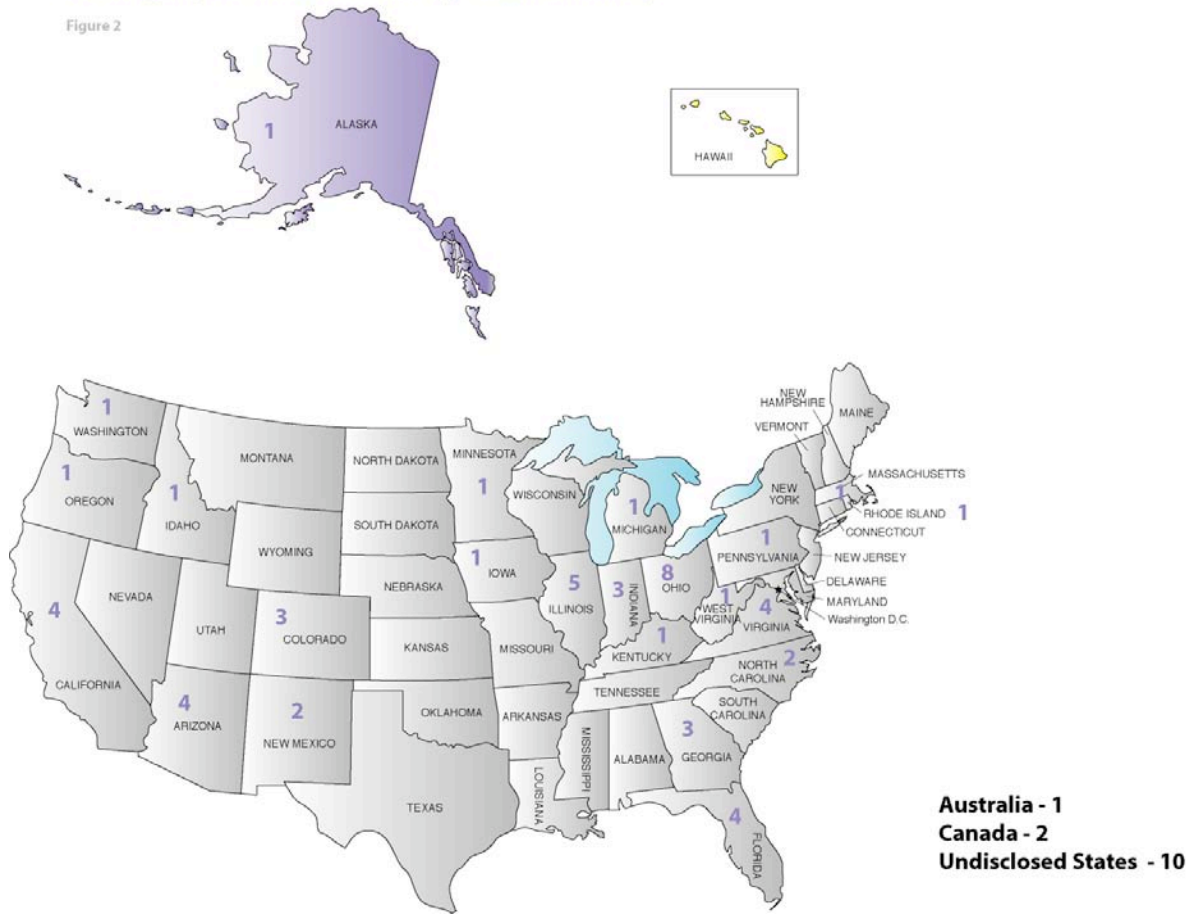 Figure 2
1
ALASKA
HAWAII
1
WASHINGTON
1
OREGON
1
IDAHO
MONTANA
WYOMING
NORTH DAKOTA
SOUTH DAKOTA
NEBRASKA
KANSAS
MINNESOTA
1
WISCONSIN
1
MICHIGAN
1
IOWA
5
ILLINOIS
3
INDIANA
8
OHIO
NEW
HAMPSHIRE
VERMONT
MAINE
NEW
YORK
MASSACHUSETTS
1
RHODE ISLAND 1
CONNECTICUT
1
PENNSYLVANIA
NEW JERSEY
DELAWARE
MARYLAND
Washington D.C.
1
WEST
VIRGINIA
4
VIRGINIA
4
CALIFORNIA
NEVADA
UTAH
3
COLORADO
4
ARIZONA
2
NEW MEXICO
TEXAS
OKLAHOMA
MISSOURI
ARKANSAS
LOUISIANA
MISSISSIPPI
ALABAMA
1
KENTUCKY
TENNESSEE
2
NORTH
CAROLINA
SOUTH
CAROLINA
3
GEORGIA
4
FLORIDA
Australia - 1
Canada - 2
Undisclosed States - 10